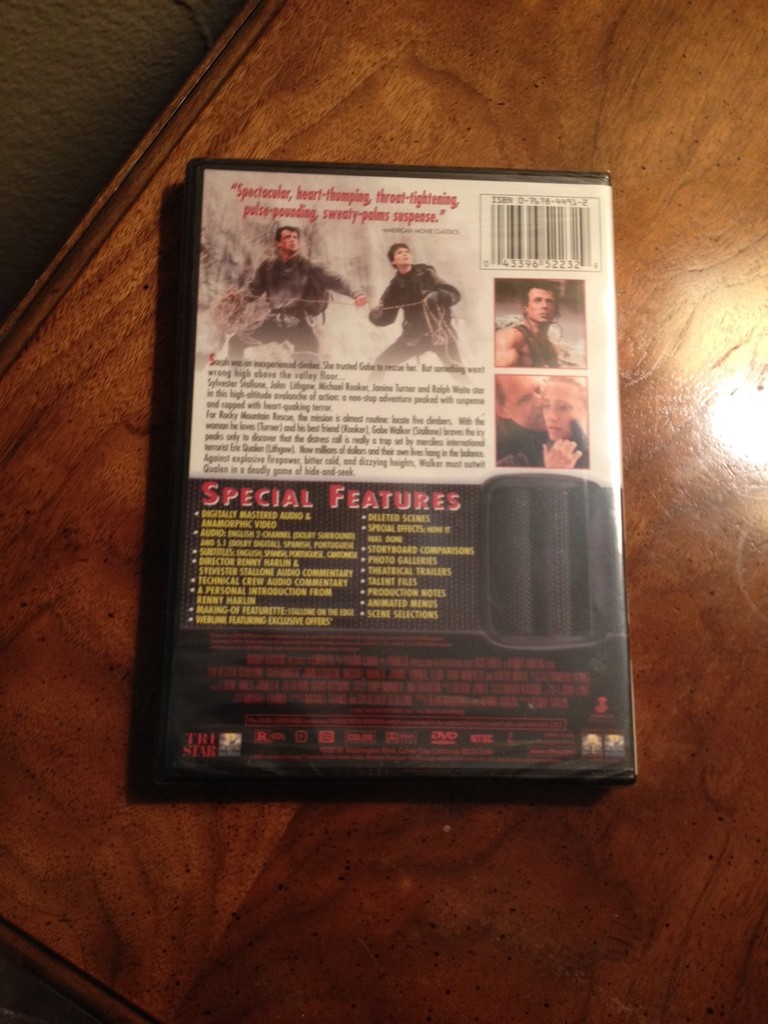 "Spectacular, heart-thumping, throat-tightening,
pulse-pounding, sweaty-palms suspense."
-AMERICAN MOVIE CLASSICS
ISBN 0-7678-4491-2
0 43396 52232 9
Sarah was an inexperienced climber. She trusted Gabe to rescue her. But something went
wrong high above the valley floor...
Sylvester Stallone, John Lithgow, Michael Rooker, Janine Turner and Ralph Waite star
in this high-altitude avalanche of action: a non-stop adventure peaked with suspense
and capped with heart-quaking terror.
For Rocky Mountain Rescue, the mission is almost routine: locate five climbers. With the
woman he loves (Turner) and his best friend (Rooker), Gabe Walker (Stallone) braves the icy
peaks only to discover that the distress call is really a trap set by merciless international
terrorist Eric Qualen (Lithgow). Now millions of dollars and their own lives hang in the balance.
Against explosive firepower, bitter cold, and dizzying heights, Walker must outwit
Qualen in a deadly game of hide-and-seek.
SPECIAL FEATURES
• DIGITALLY MASTERED AUDIO &
ANAMORPHIC VIDEO
• AUDIO: ENGLISH 2-CHANNEL (DOLBY SURROUND)
AND 5.1 (DOLBY DIGITAL), SPANISH, PORTUGUESE
• SUBTITLES: ENGLISH, SPANISH, PORTUGUESE, CANTONESE
• DIRECTOR RENNY HARLIN &
SYLVESTER STALLONE AUDIO COMMENTARY
• TECHNICAL CREW AUDIO COMMENTARY
• A PERSONAL INTRODUCTION FROM
RENNY HARLIN
• MAKING-OF FEATURETTE: STALLONE ON THE EDGE
• WEBLINK FEATURING EXCLUSIVE OFFERS*
• DELETED SCENES
• SPECIAL EFFECTS: HOW IT
WAS DONE
• STORYBOARD COMPARISONS
• PHOTO GALLERIES
• THEATRICAL TRAILERS
• TALENT FILES
• PRODUCTION NOTES
• ANIMATED MENUS
• SCENE SELECTIONS
TRI
STAR
R
COLOR
DVD
NTSC